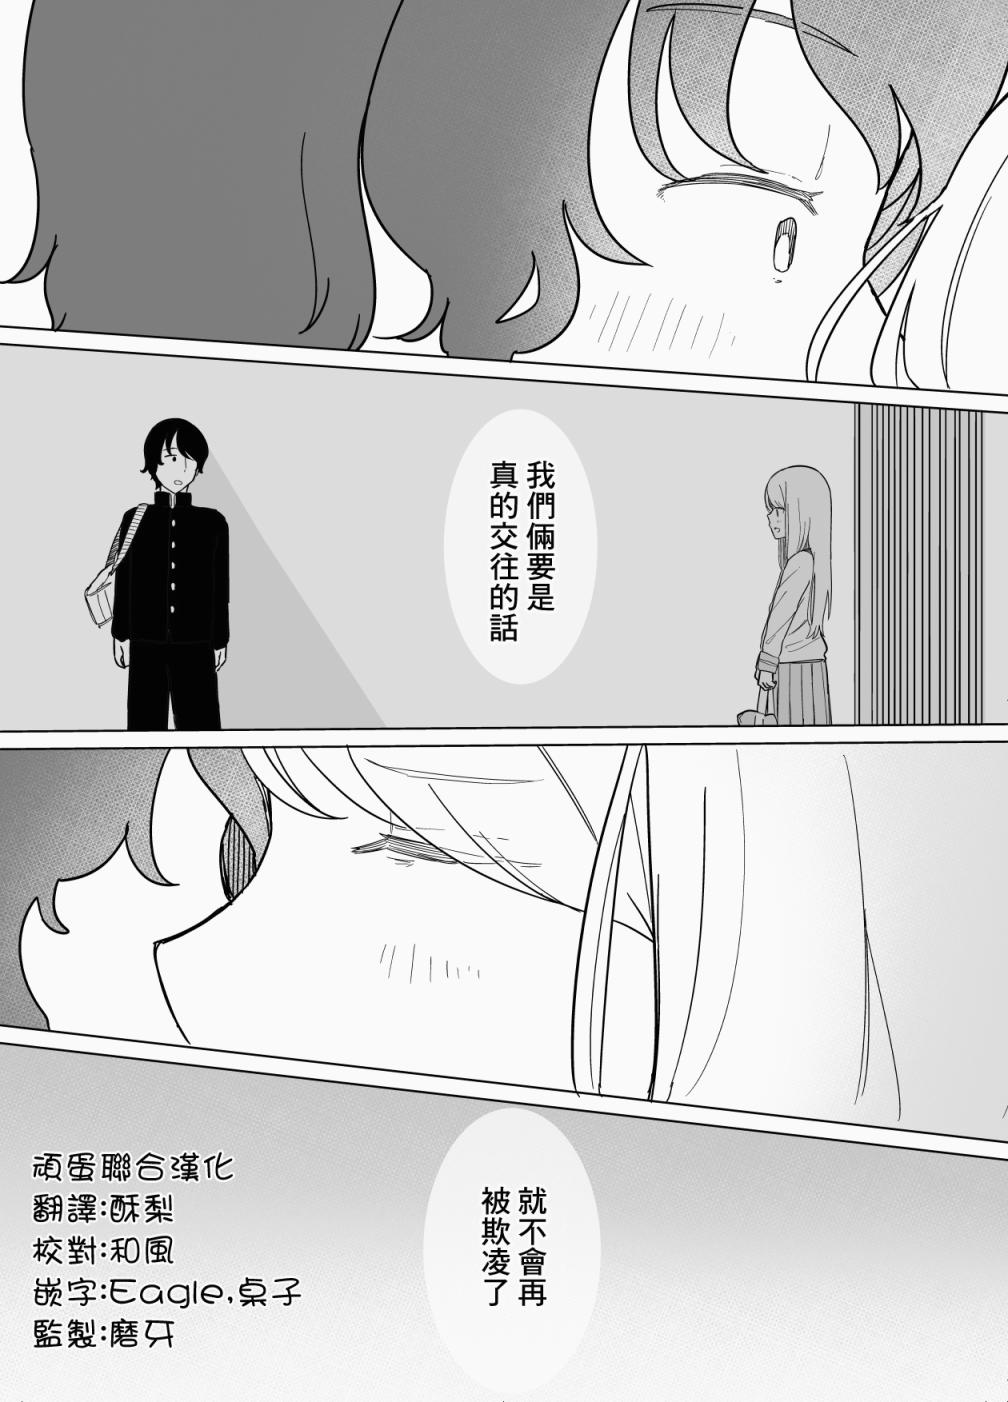 我們倆要是
真的交往的話
就不會再
被欺凌了
頑蛋聯合漢化
翻譯:酥梨
校對:和風
嵌字:Eagle,桌子
監製:磨牙